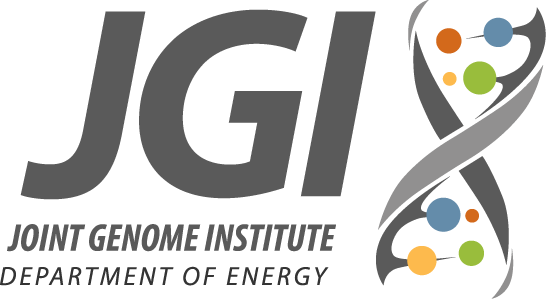 JGI
JOINT GENOME INSTITUTE
DEPARTMENT OF ENERGY